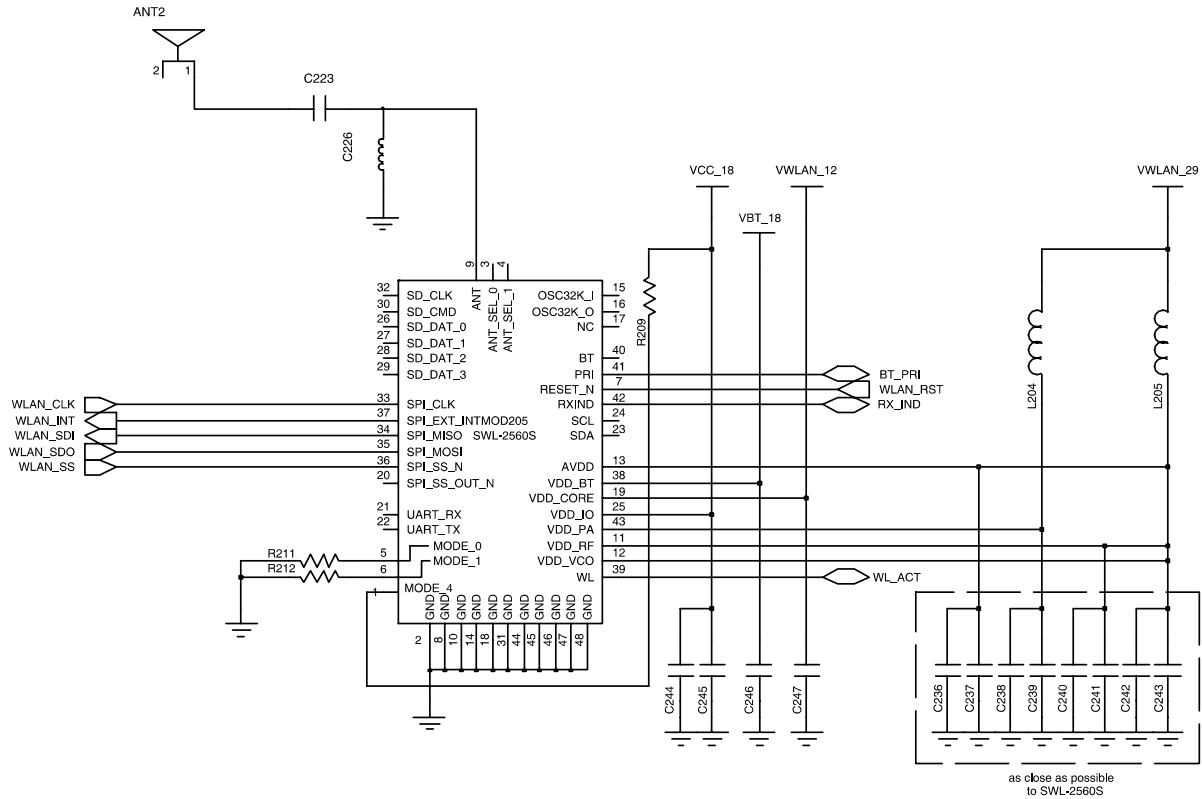 ANT2
2 1
C223
C226
VCC_18
VWLAN_12
VWLAN_29
VBT_18
9
3
4
ANT
ANT_SEL_0
ANT_SEL_1
R209
L204
L205
32 SD_CLK
30 SD_CMD
26 SD_DAT_0
27 SD_DAT_1
28 SD_DAT_2
29 SD_DAT_3
WLAN_CLK 33 SPI_CLK
WLAN_INT 37 SPI_EXT_INTMOD205
WLAN_SDI 34 SPI_MISO SWL-2560S
WLAN_SDO 35 SPI_MOSI
WLAN_SS 36 SPI_SS_N
20 SPI_SS_OUT_N
21 UART_RX
22 UART_TX
R211 5 MODE_0
R212 6 MODE_1
1 MODE_4
OSC32K_I 15
OSC32K_O 16
NC 17
BT 40
PRI 41 BT_PRI
RESET_N 7 WLAN_RST
RXIND 42 RX_IND
SCL 24
SDA 23
AVDD 13
VDD_BT 38
VDD_CORE 19
VDD_IO 25
VDD_PA 43
VDD_RF 11
VDD_VCO 12
WL 39 WL_ACT
GND GND GND GND GND GND GND GND GND GND GND
2 8 10 14 18 31 44 45 46 47 48
C244
C245
C246
C247
C236
C237
C238
C239
C240
C241
C242
C243
as close as possible
to SWL-2560S